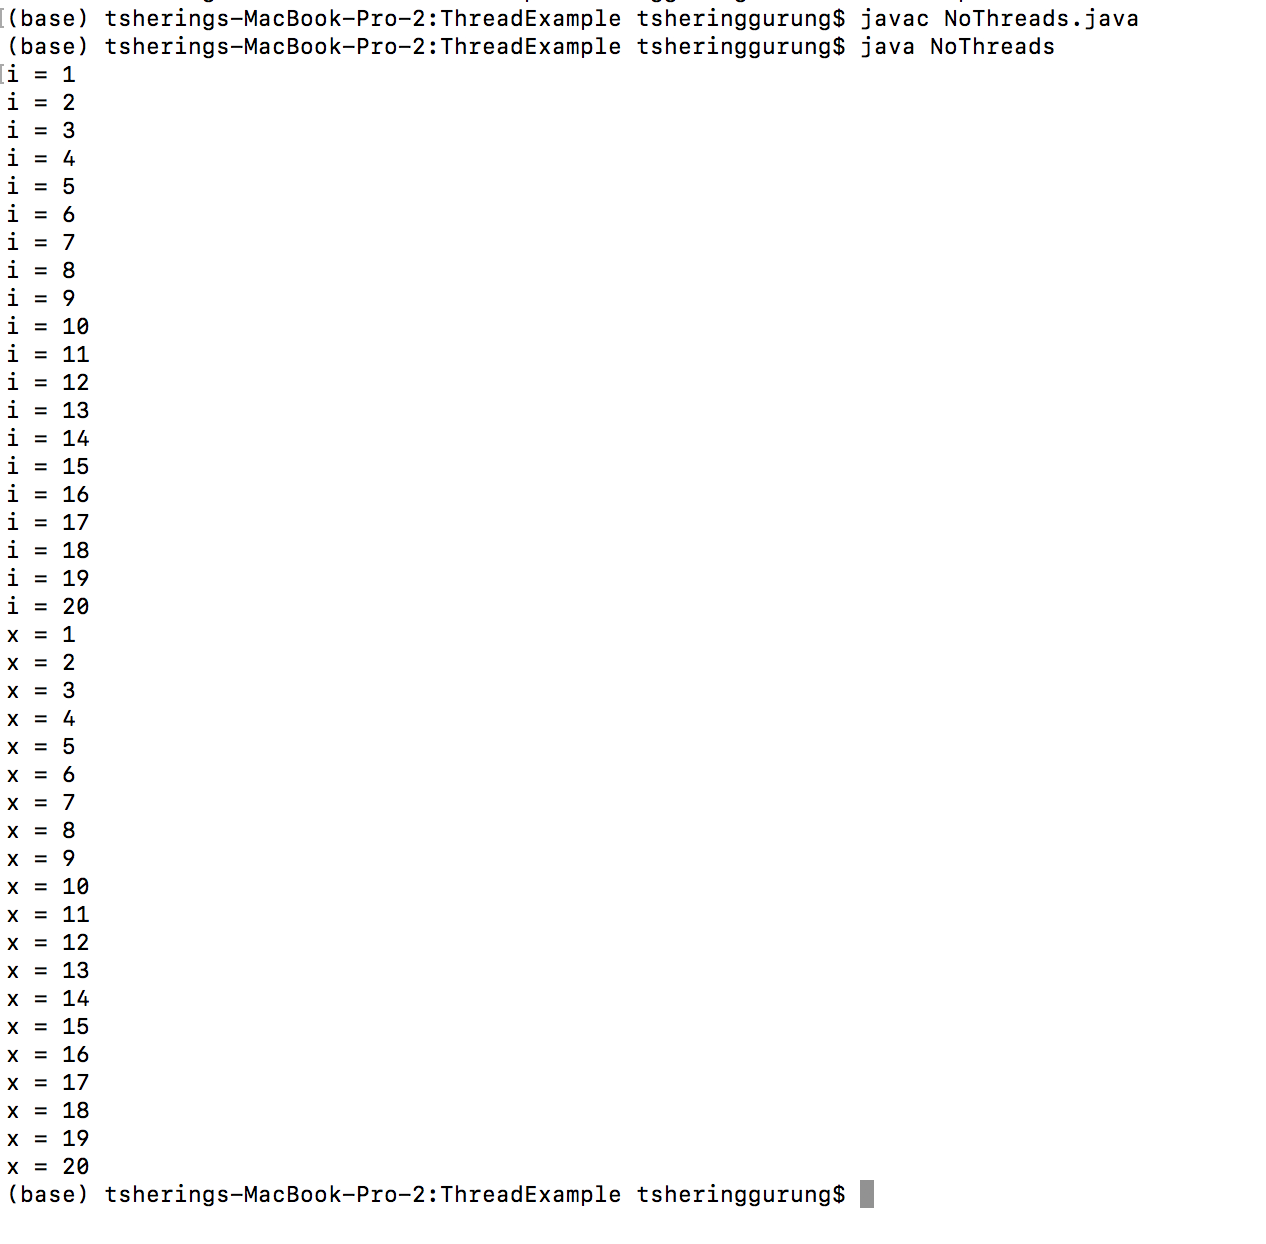 (base) tsherings-MacBook-Pro-2:ThreadExample tsheringgurung$ javac NoThreads.java
(base) tsherings-MacBook-Pro-2:ThreadExample tsheringgurung$ java NoThreads
i = 1
i = 2
i = 3
i = 4
i = 5
i = 6
i = 7
i = 8
i = 9
i = 10
i = 11
i = 12
i = 13
i = 14
i = 15
i = 16
i = 17
i = 18
i = 19
i = 20
x = 1
x = 2
x = 3
x = 4
x = 5
x = 6
x = 7
x = 8
x = 9
x = 10
x = 11
x = 12
x = 13
x = 14
x = 15
x = 16
x = 17
x = 18
x = 19
x = 20
(base) tsherings-MacBook-Pro-2:ThreadExample tsheringgurung$